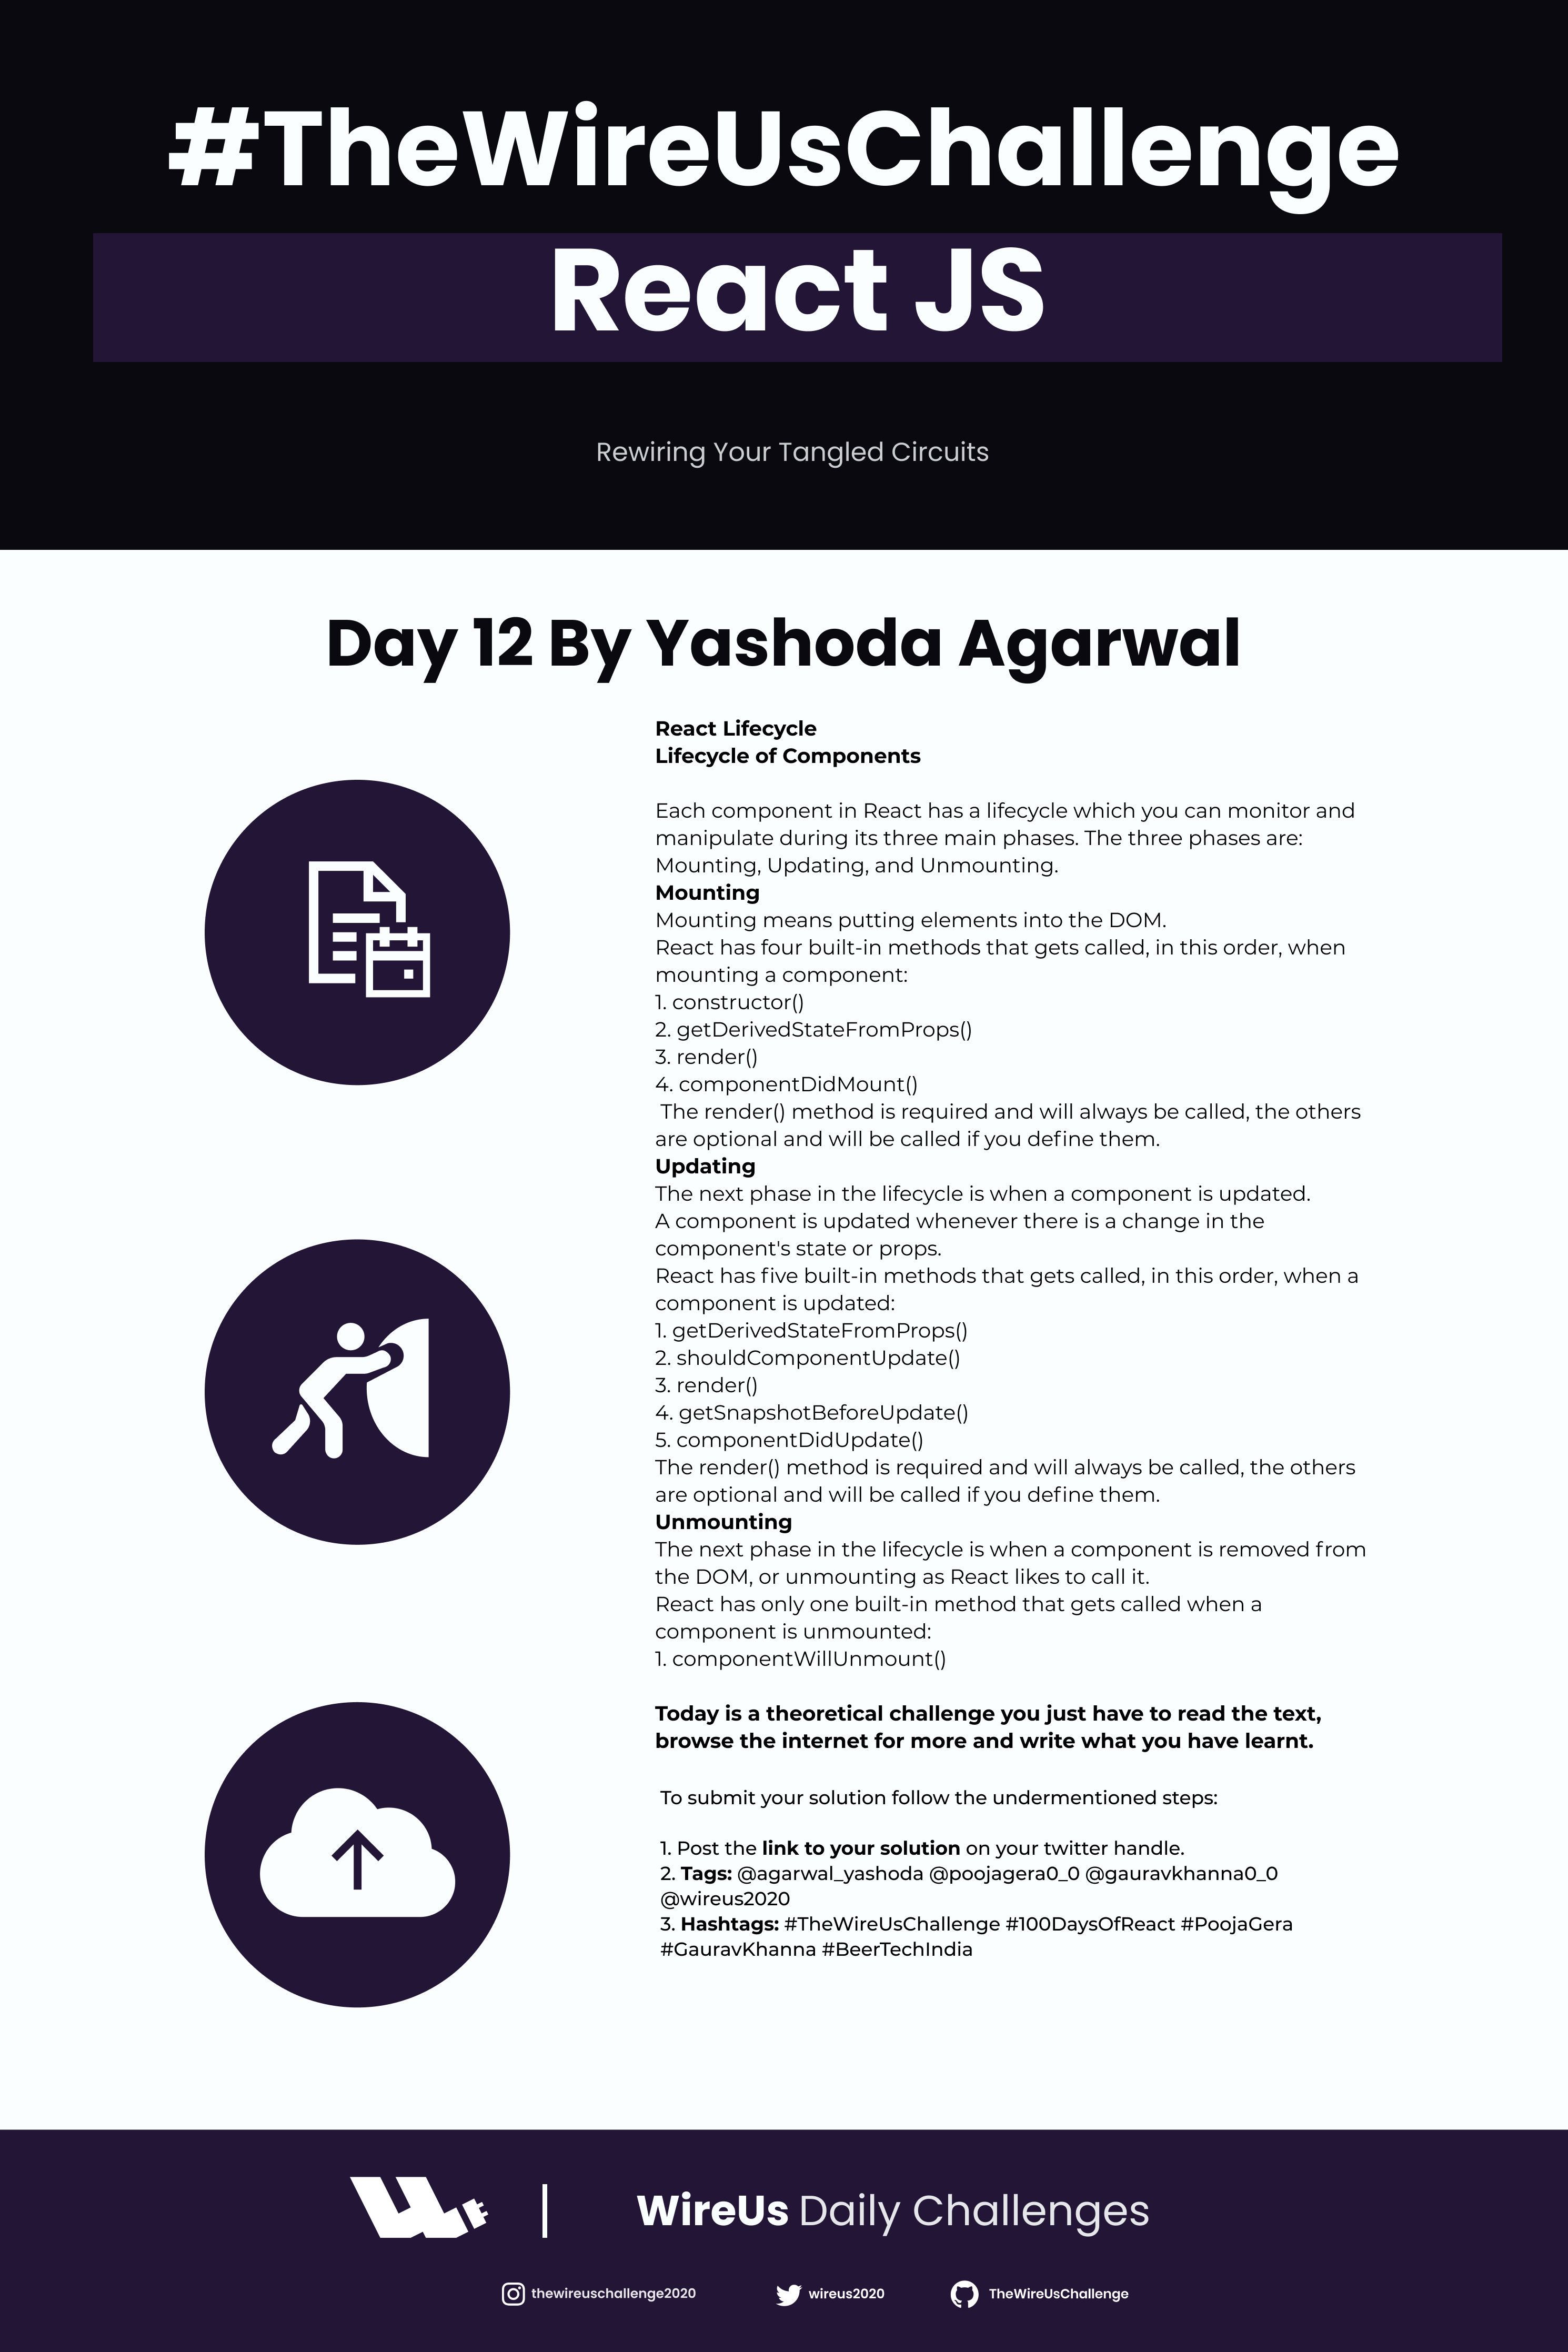 #TheWireUsChallenge
React JS
Rewiring Your Tangled Circuits
Day 12 By Yashoda Agarwal
React Lifecycle
Lifecycle of Components
Each component in React has a lifecycle which you can monitor and
manipulate during its three main phases. The three phases are:
Mounting, Updating, and Unmounting.
Mounting
Mounting means putting elements into the DOM.
React has four built-in methods that gets called, in this order, when
mounting a component:
1. constructor()
2. getDerivedStateFromProps()
3. render()
4. componentDidMount()
The render() method is required and will always be called, the others
are optional and will be called if you define them.
Updating
The next phase in the lifecycle is when a component is updated.
A component is updated whenever there is a change in the
component's state or props.
React has five built-in methods that gets called, in this order, when a
component is updated:
1. getDerivedStateFromProps()
2. shouldComponentUpdate()
3. render()
4. getSnapshotBeforeUpdate()
5. componentDidUpdate()
The render() method is required and will always be called, the others
are optional and will be called if you define them.
Unmounting
The next phase in the lifecycle is when a component is removed from
the DOM, or unmounting as React likes to call it.
React has only one built-in method that gets called when a
component is unmounted:
1. componentWillUnmount()
Today is a theoretical challenge you just have to read the text,
browse the internet for more and write what you have learnt.
To submit your solution follow the undermentioned steps:
1. Post the link to your solution on your twitter handle.
2. Tags: @agarwal_yashoda @poojagera0_0 @gauravkhanna0_0
@wireus2020
3. Hashtags: #TheWireUsChallenge #100DaysOfReact #PoojaGera
#GauravKhanna #BeerTechIndia
WireUs Daily Challenges
thewireuschallenge2020 wireus2020 TheWireUsChallenge